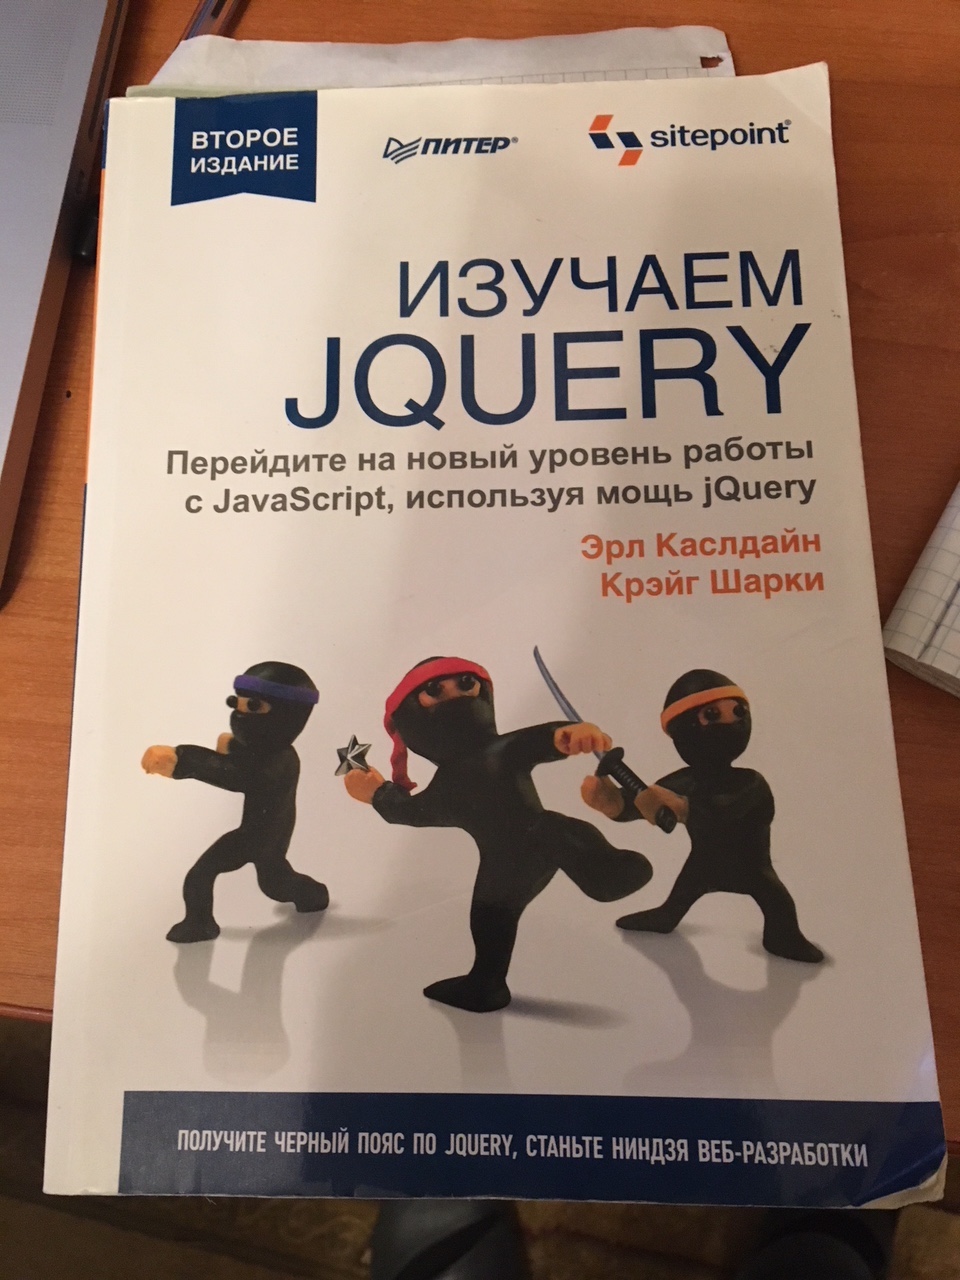 ВТОРОЕ
ИЗДАНИЕ
ПИТЕР®
sitepoint®
ИЗУЧАЕМ
JQUERY
Перейдите на новый уровень работы
с JavaScript, используя мощь jQuery
Эрл Каслдайн
Крэйг Шарки
ПОЛУЧИТЕ ЧЕРНЫЙ ПОЯС ПО JQUERY, СТАНЬТЕ НИНДЗЯ ВЕБ-РАЗРАБОТКИ